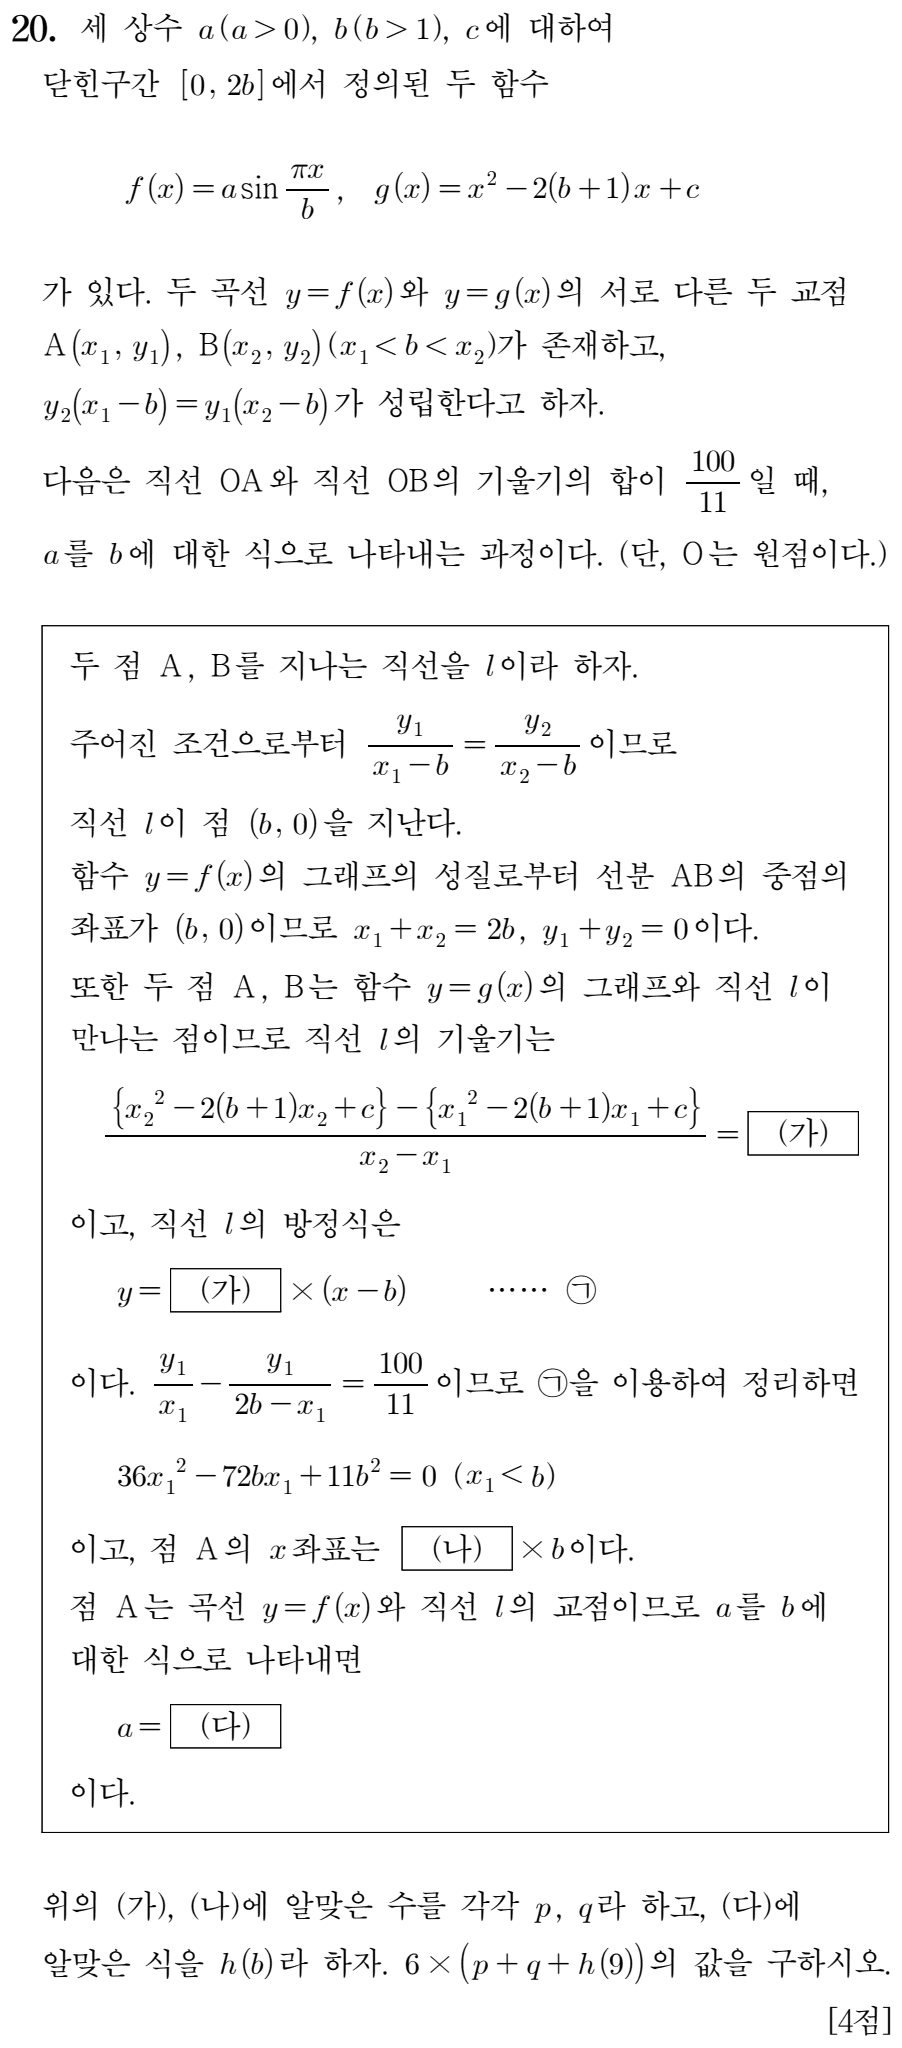 20. 세 상수 a(a>0), b(b>1), c에 대하여
닫힌구간 [0, 2b]에서 정의된 두 함수
f(x)=a sin πx/b, g(x)=x²−2(b+1)x+c
가 있다. 두 곡선 y=f(x)와 y=g(x)의 서로 다른 두 교점
A(x₁, y₁), B(x₂, y₂)(x₁<b<x₂)가 존재하고,
y₂(x₁−b)=y₁(x₂−b)가 성립한다고 하자.
다음은 직선 OA와 직선 OB의 기울기의 합이 100/11일 때,
a를 b에 대한 식으로 나타내는 과정이다. (단, O는 원점이다.)
두 점 A, B를 지나는 직선을 l이라 하자.
주어진 조건으로부터 y₁/(x₁−b) = y₂/(x₂−b) 이므로
직선 l이 점 (b, 0)을 지난다.
함수 y=f(x)의 그래프의 성질로부터 선분 AB의 중점의
좌표가 (b, 0)이므로 x₁+x₂=2b, y₁+y₂=0이다.
또한 두 점 A, B는 함수 y=g(x)의 그래프와 직선 l이
만나는 점이므로 직선 l의 기울기는
({x₂²−2(b+1)x₂+c}−{x₁²−2(b+1)x₁+c})/(x₂−x₁) = (가)
이고, 직선 l의 방정식은
y= (가) ×(x−b) …… ㉠
이다. y₁/x₁ − y₁/(2b−x₁) = 100/11 이므로 ㉠을 이용하여 정리하면
36x₁²−72bx₁+11b²=0 (x₁<b)
이고, 점 A의 x좌표는 (나) ×b이다.
점 A는 곡선 y=f(x)와 직선 l의 교점이므로 a를 b에
대한 식으로 나타내면
a= (다)
이다.
위의 (가), (나)에 알맞은 수를 각각 p, q라 하고, (다)에
알맞은 식을 h(b)라 하자. 6×(p+q+h(9))의 값을 구하시오.
[4점]